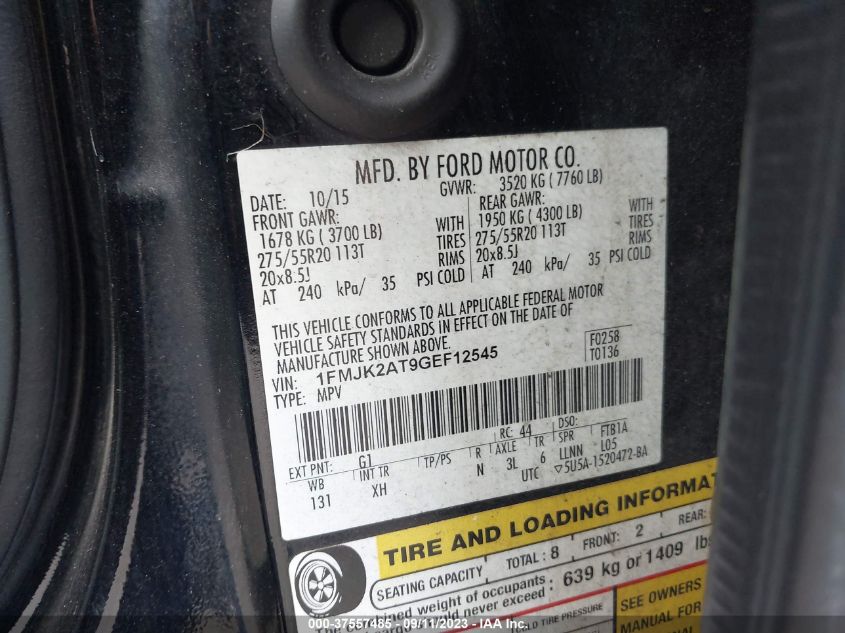 MFD. BY FORD MOTOR CO.
DATE: 10/15 GVWR: 3520 KG ( 7760 LB)
FRONT GAWR: REAR GAWR:
1678 KG ( 3700 LB) WITH 1950 KG ( 4300 LB) WITH
275/55R20 113T TIRES 275/55R20 113T TIRES
20x8.5J RIMS 20x8.5J RIMS
AT 240 kPa/ 35 PSI COLD AT 240 kPa/ 35 PSI COLD
THIS VEHICLE CONFORMS TO ALL APPLICABLE FEDERAL MOTOR
VEHICLE SAFETY STANDARDS IN EFFECT ON THE DATE OF
MANUFACTURE SHOWN ABOVE.
VIN: 1FMJK2AT9GEF12545 F0258
TYPE: MPV T0136
EXT PNT: G1 RC: 44 DSO:
WB INT TR TP/PS R AXLE TR SPR FTB1A
131 XH N 3L 6 LLNN L05
UTC ▽5U5A-1520472-BA
TIRE AND LOADING INFORMAT
SEATING CAPACITY TOTAL: 8 FRONT: 2 REAR:
weight of occupants
never exceed : 639 kg or 1409 lbs
COLD TIRE PRESSURE
SEE OWNERS
MANUAL FOR
000-37557485 - 09/11/2023 - IAA Inc.